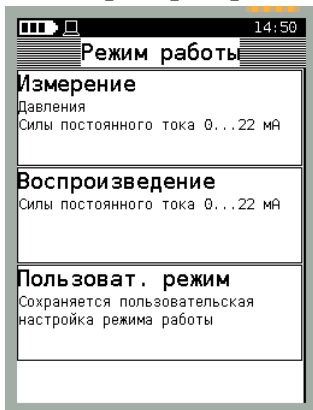 14:50
Режим работы
Измерение
Давления
Силы постоянного тока 0...22 мА
Воспроизведение
Силы постоянного тока 0...22 мА
Пользоват. режим
Сохраняется пользовательская
настройка режима работы